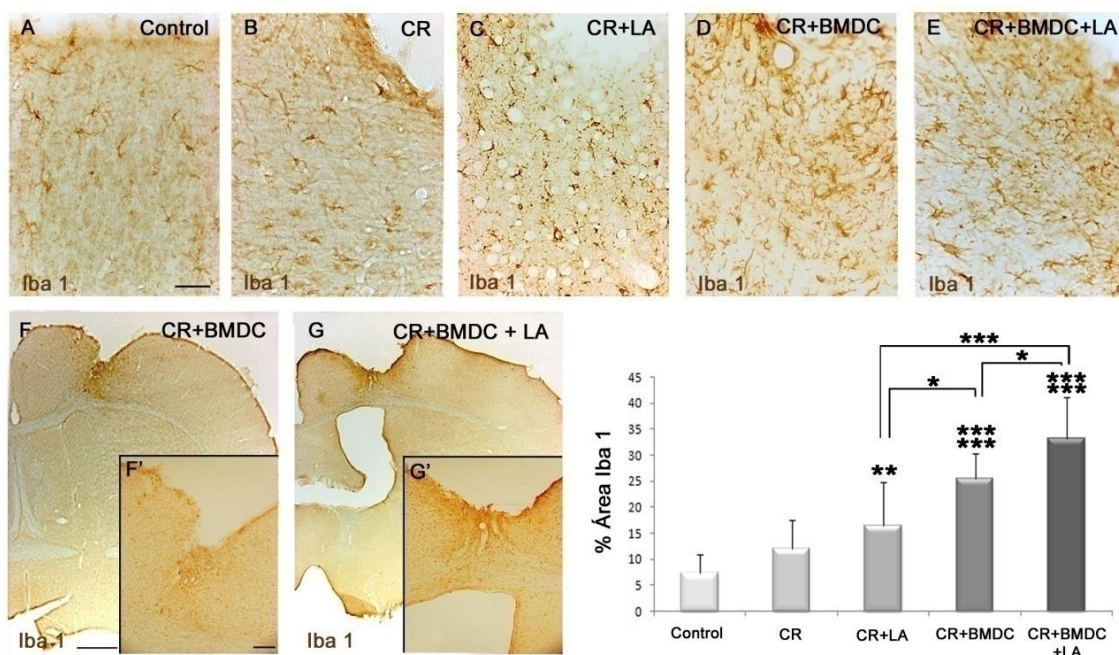 A Control
B CR
C CR+LA
D CR+BMDC
E CR+BMDC+LA
Iba 1
Iba 1
Iba 1
Iba 1
Iba 1
F CR+BMDC
G CR+BMDC + LA
F'
G'
Iba 1
Iba 1
% Área Iba 1
45
40
35
30
25
20
15
10
5
0
**
***
***
***
***
*
*
***
Control
CR
CR+LA
CR+BMDC
CR+BMDC
+LA